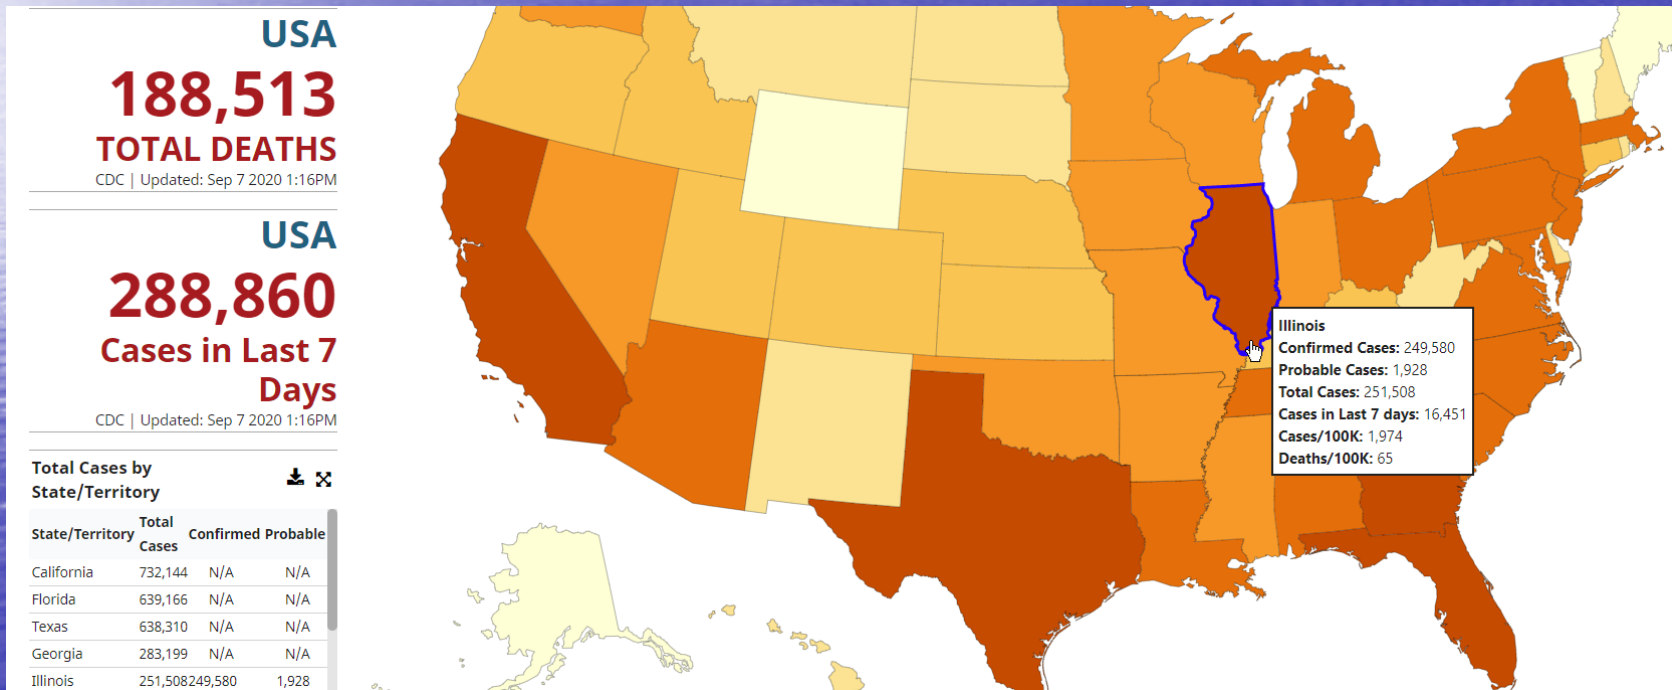 USA
188,513
TOTAL DEATHS
CDC | Updated: Sep 7 2020 1:16PM
USA
288,860
Cases in Last 7
Days
CDC | Updated: Sep 7 2020 1:16PM
Total Cases by
State/Territory
State/Territory Total Cases Confirmed Probable
California 732,144 N/A N/A
Florida 639,166 N/A N/A
Texas 638,310 N/A N/A
Georgia 283,199 N/A N/A
Illinois 251,508 249,580 1,928
Illinois
Confirmed Cases: 249,580
Probable Cases: 1,928
Total Cases: 251,508
Cases in Last 7 days: 16,451
Cases/100K: 1,974
Deaths/100K: 65